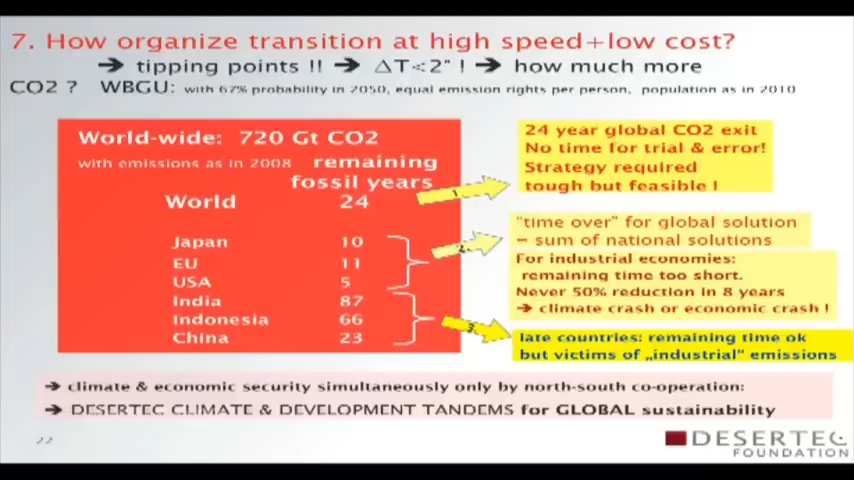 7. How organize transition at high speed+low cost?
➔ tipping points !! ➔ ΔT<2° ! ➔ how much more
CO2 ? WBGU: with 67% probability in 2050, equal emission rights per person, population as in 2010
World-wide: 720 Gt CO2
with emissions as in 2008 remaining
fossil years
World 24
Japan 10
EU 11
USA 5
India 87
Indonesia 66
China 23
1
24 year global CO2 exit
No time for trial & error!
Strategy required
tough but feasible !
2
"time over" for global solution
= sum of national solutions
For industrial economies:
remaining time too short.
Never 50% reduction in 8 years
➔ climate crash or economic crash !
3
late countries: remaining time ok
but victims of „industrial" emissions
➔ climate & economic security simultaneously only by north-south co-operation:
➔ DESERTEC CLIMATE & DEVELOPMENT TANDEMS for GLOBAL sustainability
22
DESERTEC
FOUNDATION